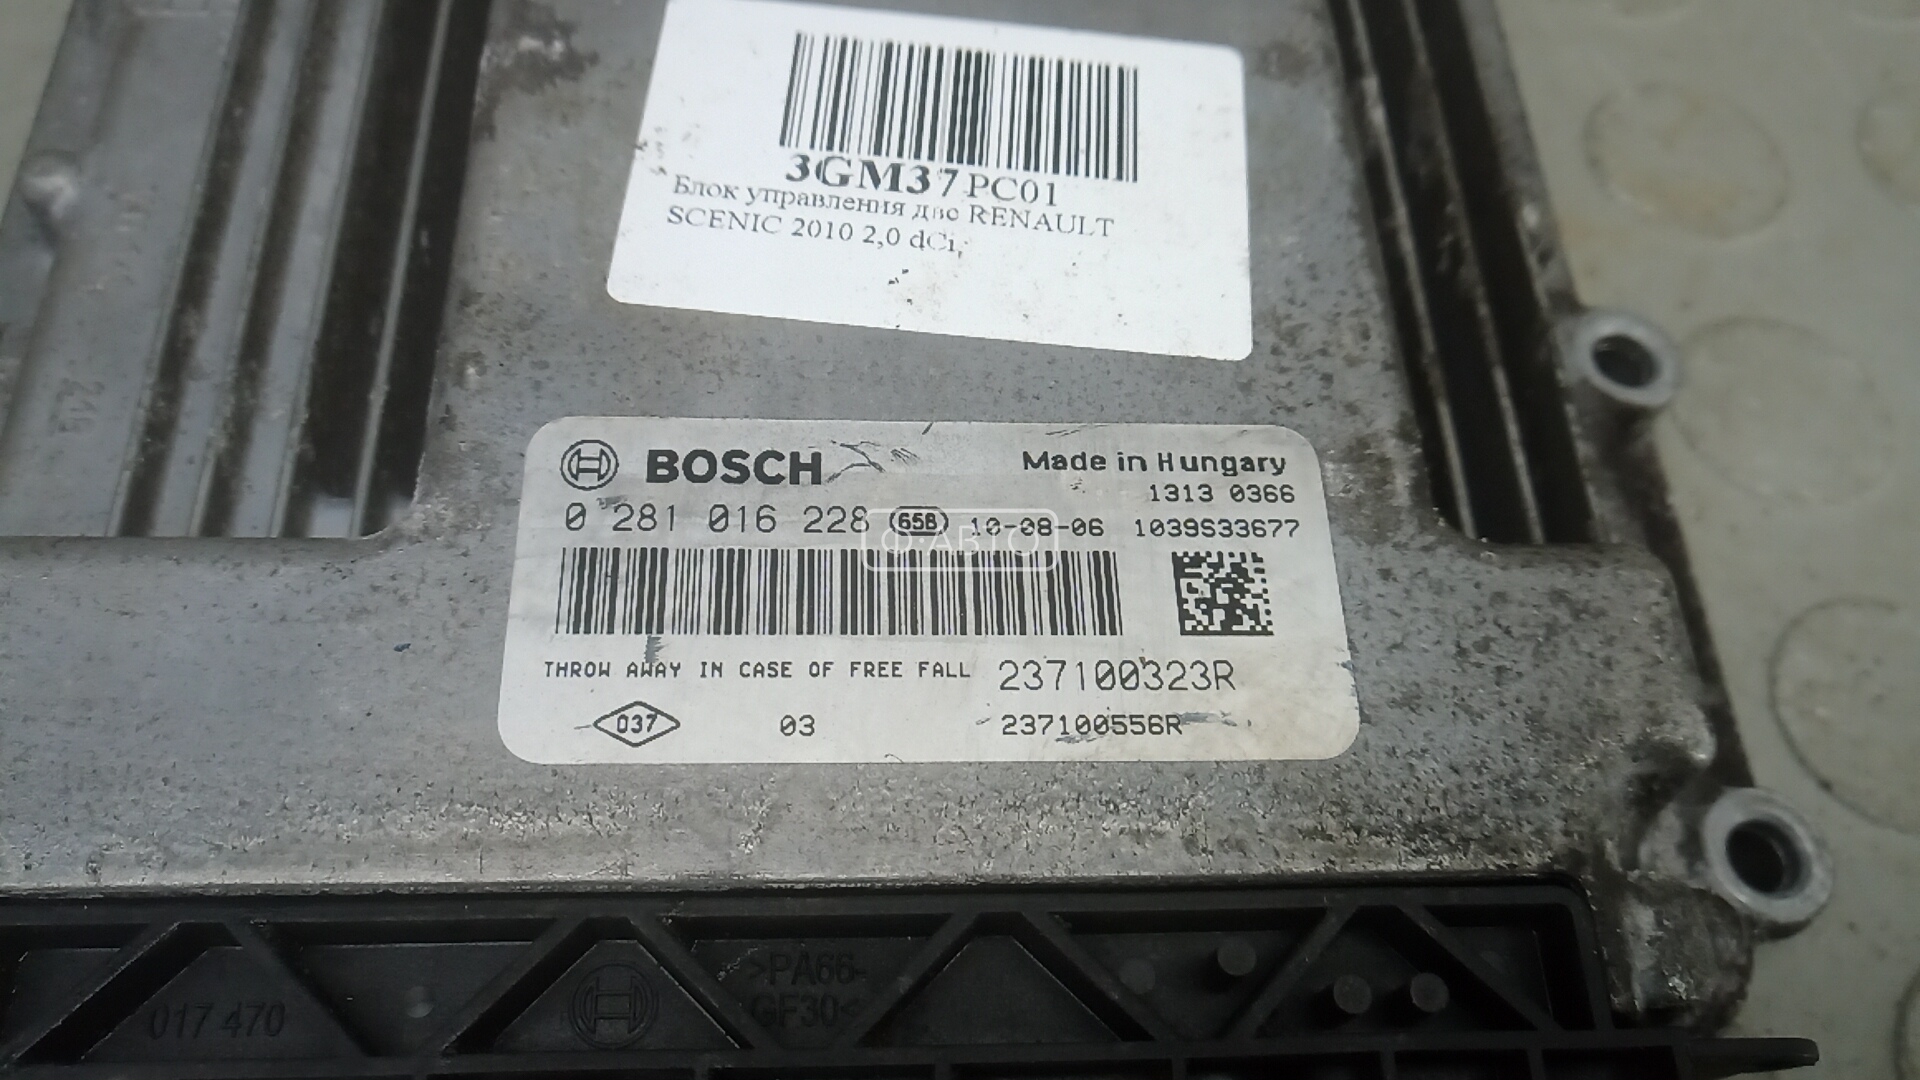 3GM37PC01
Блок управления двс RENAULT
SCENIC 2010 2,0 dCi,
BOSCH
Made in Hungary
1313 0366
0 281 016 228 65B 10-08-06 1039S33677
Ф·АВТО
THROW AWAY IN CASE OF FREE FALL 237100323R
037 03 237100556R
>PA66-
GF30<
017 470